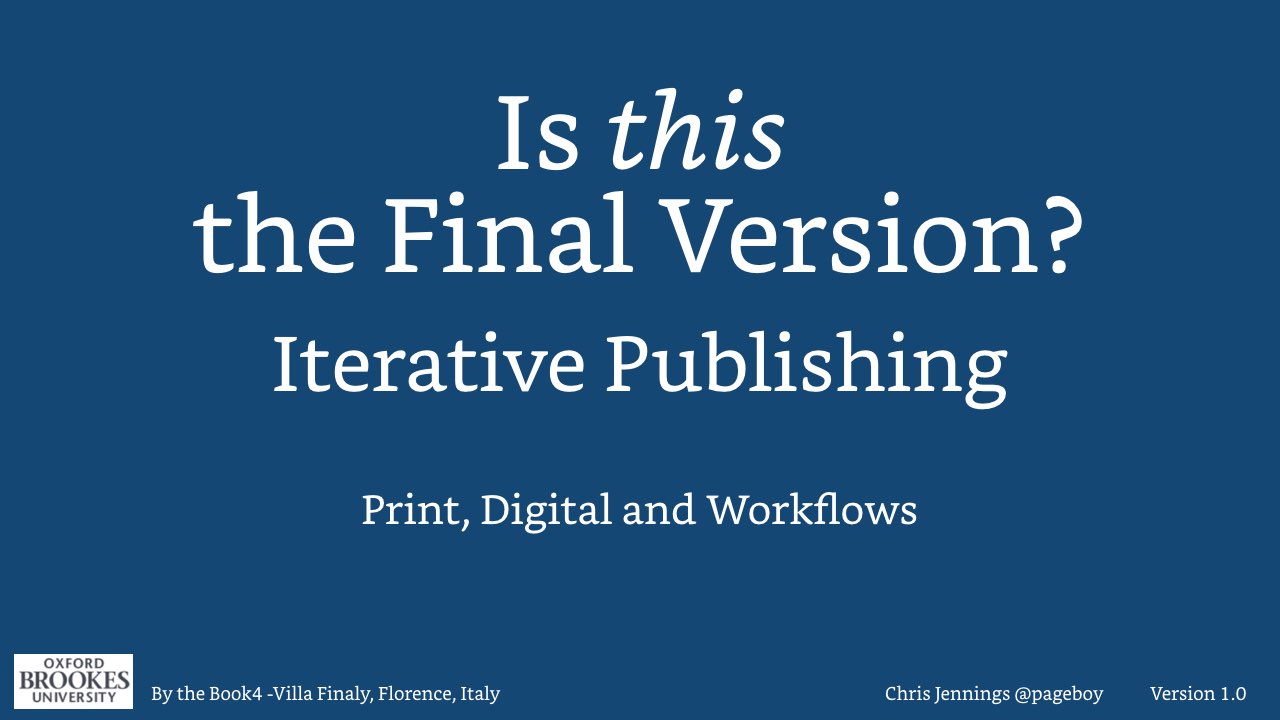 Is this
the Final Version?
Iterative Publishing
Print, Digital and Workflows
OXFORD
BROOKES
UNIVERSITY
By the Book4 -Villa Finaly, Florence, Italy
Chris Jennings @pageboy
Version 1.0